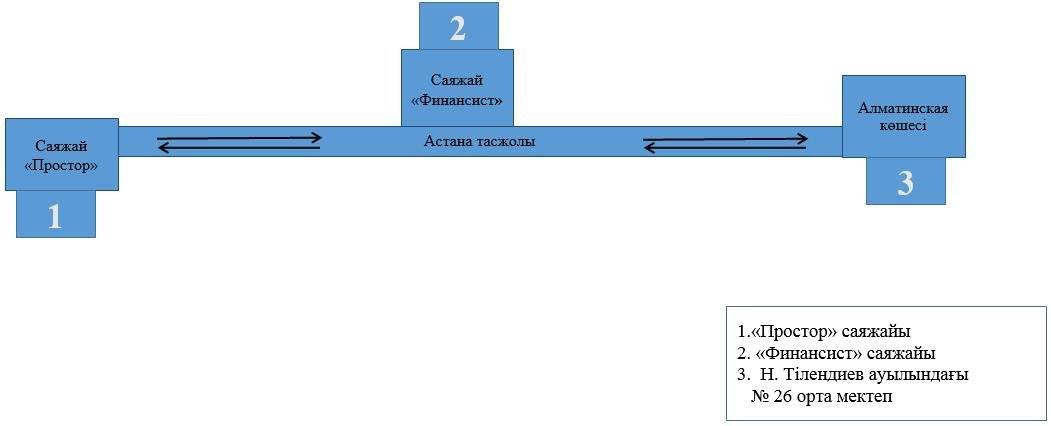 2
Саяжай
«Финансист»
Алматинская
көшесі
Саяжай
«Простор»
Астана тасжолы
1
3
1.«Простор» саяжайы
2. «Финансист» саяжайы
3. Н. Тілендиев ауылындағы
№ 26 орта мектеп